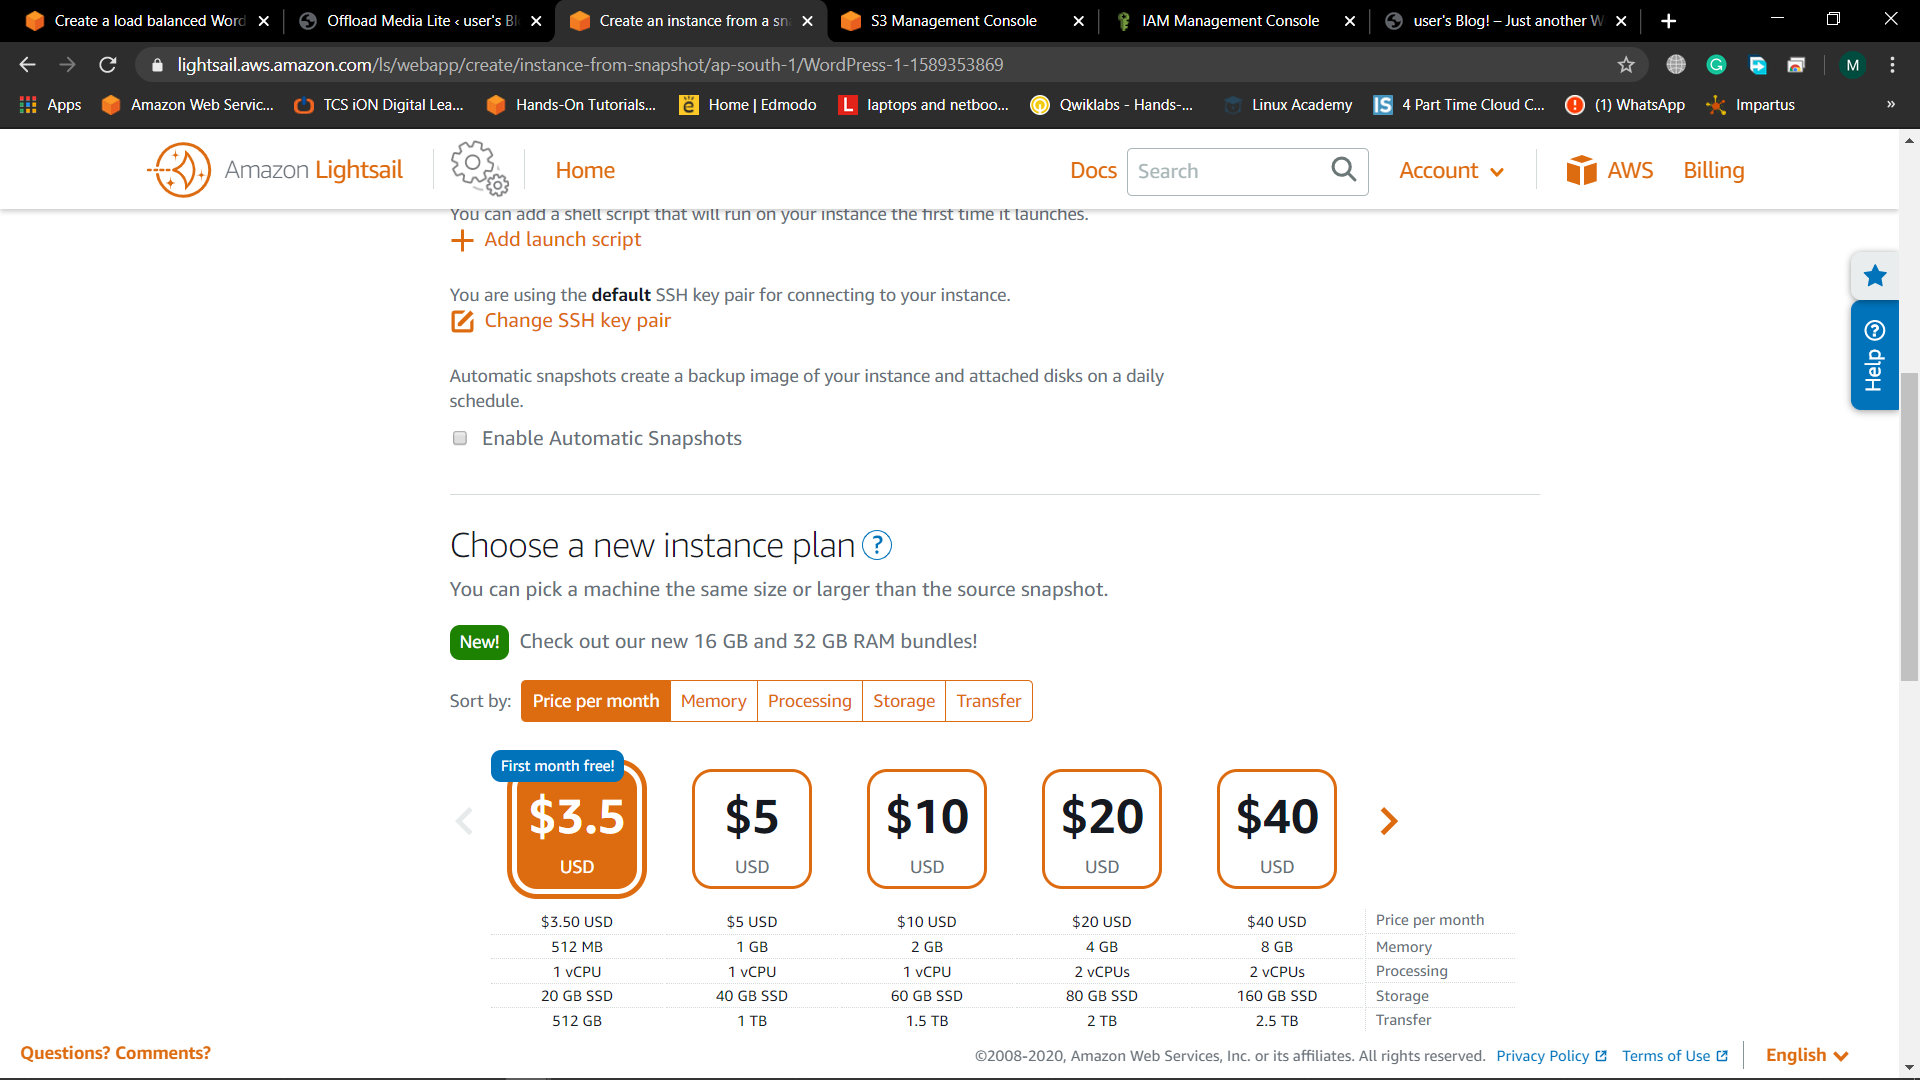 Create a load balanced Word
Offload Media Lite ‹ user's Bl
Create an instance from a sn
S3 Management Console
IAM Management Console
user's Blog! – Just another W
lightsail.aws.amazon.com/ls/webapp/create/instance-from-snapshot/ap-south-1/WordPress-1-1589353869
M
Apps
Amazon Web Servic...
TCS iON Digital Lea...
Hands-On Tutorials...
Home | Edmodo
laptops and netboo...
Qwiklabs - Hands-...
Linux Academy
4 Part Time Cloud C...
(1) WhatsApp
Impartus
»
Amazon Lightsail
Home
Docs
Search
Account
AWS
Billing
You can add a shell script that will run on your instance the first time it launches.
Add launch script
You are using the default SSH key pair for connecting to your instance.
Change SSH key pair
Automatic snapshots create a backup image of your instance and attached disks on a daily
schedule.
Enable Automatic Snapshots
Help ?
Choose a new instance plan ?
You can pick a machine the same size or larger than the source snapshot.
New! Check out our new 16 GB and 32 GB RAM bundles!
Sort by: Price per month Memory Processing Storage Transfer
First month free!
$3.5 $5 $10 $20 $40
USD USD USD USD USD
$3.50 USD $5 USD $10 USD $20 USD $40 USD Price per month
512 MB 1 GB 2 GB 4 GB 8 GB Memory
1 vCPU 1 vCPU 1 vCPU 2 vCPUs 2 vCPUs Processing
20 GB SSD 40 GB SSD 60 GB SSD 80 GB SSD 160 GB SSD Storage
512 GB 1 TB 1.5 TB 2 TB 2.5 TB Transfer
Questions? Comments?
©2008-2020, Amazon Web Services, Inc. or its affiliates. All rights reserved. Privacy Policy Terms of Use
English